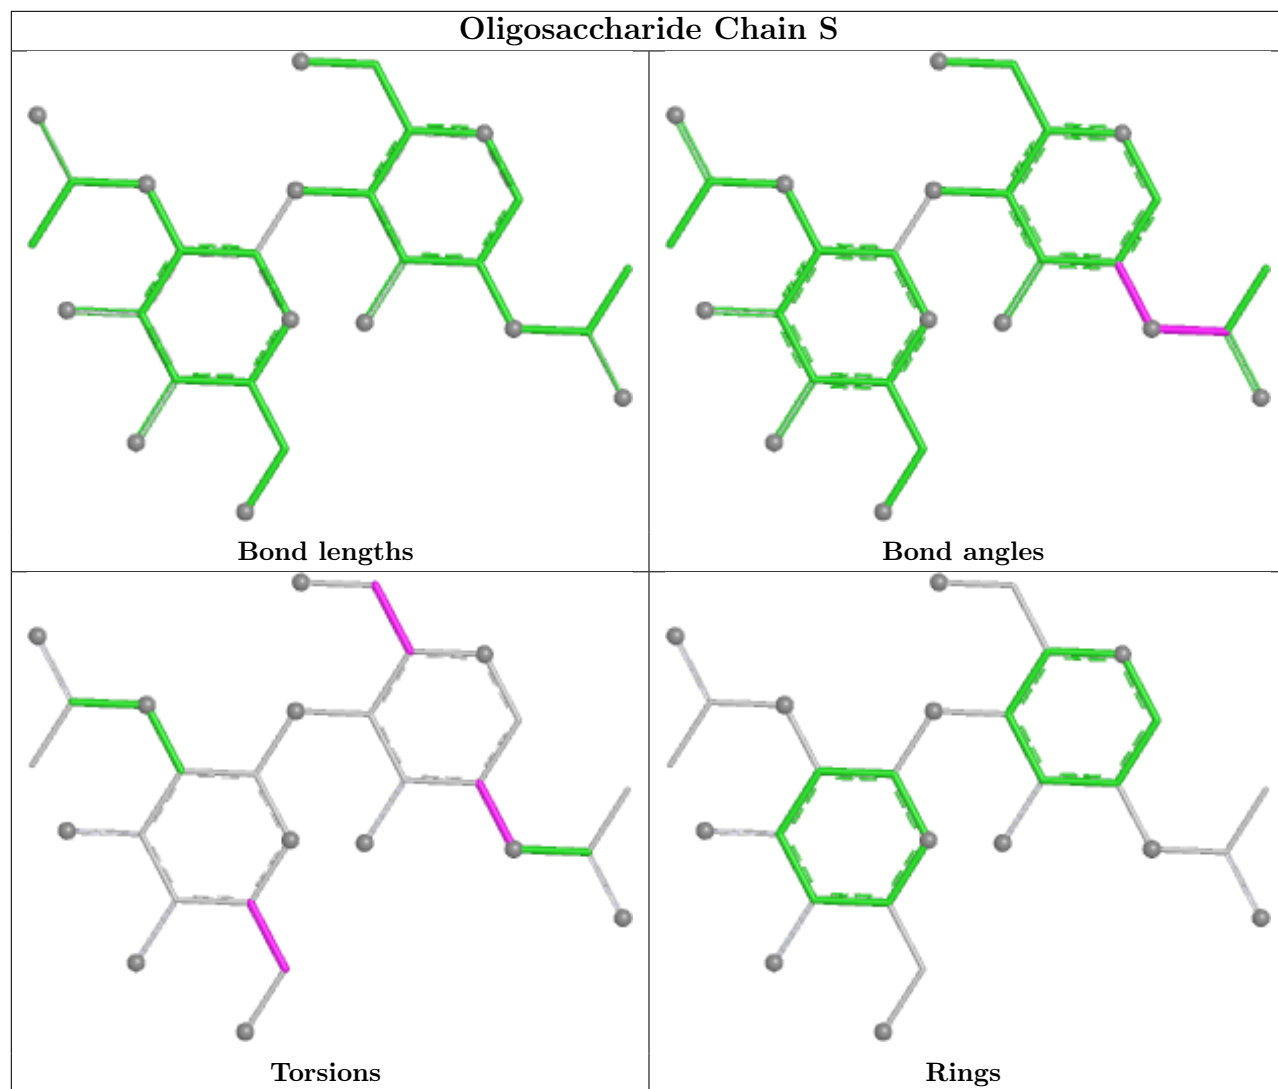 Oligosaccharide Chain S
Bond lengths
Bond angles
Torsions
Rings